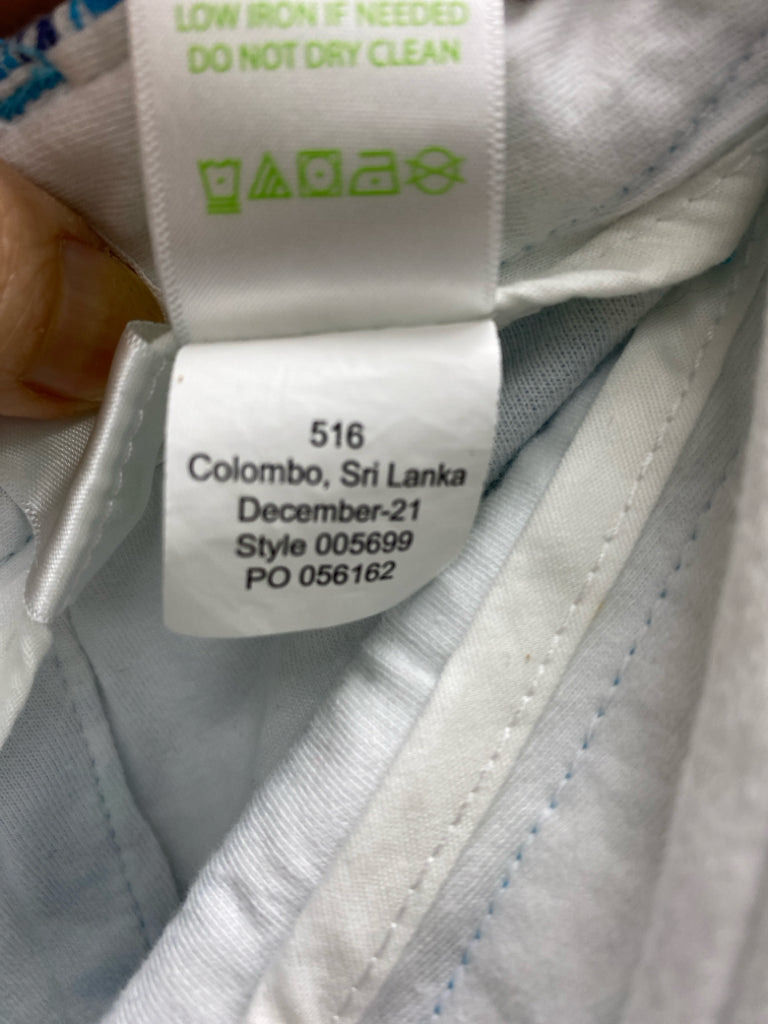 LOW IRON IF NEEDED
DO NOT DRY CLEAN
516
Colombo, Sri Lanka
December-21
Style 005699
PO 056162